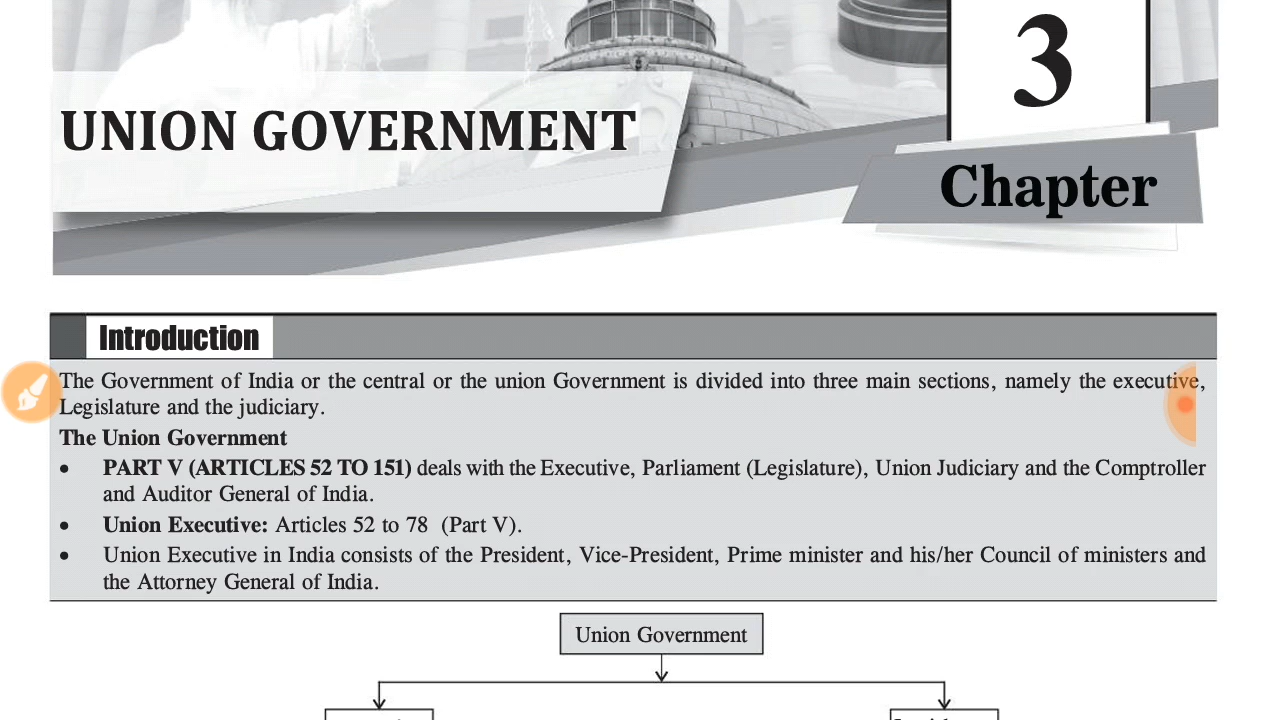 3
UNION GOVERNMENT
Chapter
Introduction
The Government of India or the central or the union Government is divided into three main sections, namely the executive,
Legislature and the judiciary.
The Union Government
• PART V (ARTICLES 52 TO 151) deals with the Executive, Parliament (Legislature), Union Judiciary and the Comptroller
and Auditor General of India.
• Union Executive: Articles 52 to 78 (Part V).
• Union Executive in India consists of the President, Vice-President, Prime minister and his/her Council of ministers and
the Attorney General of India.
Union Government